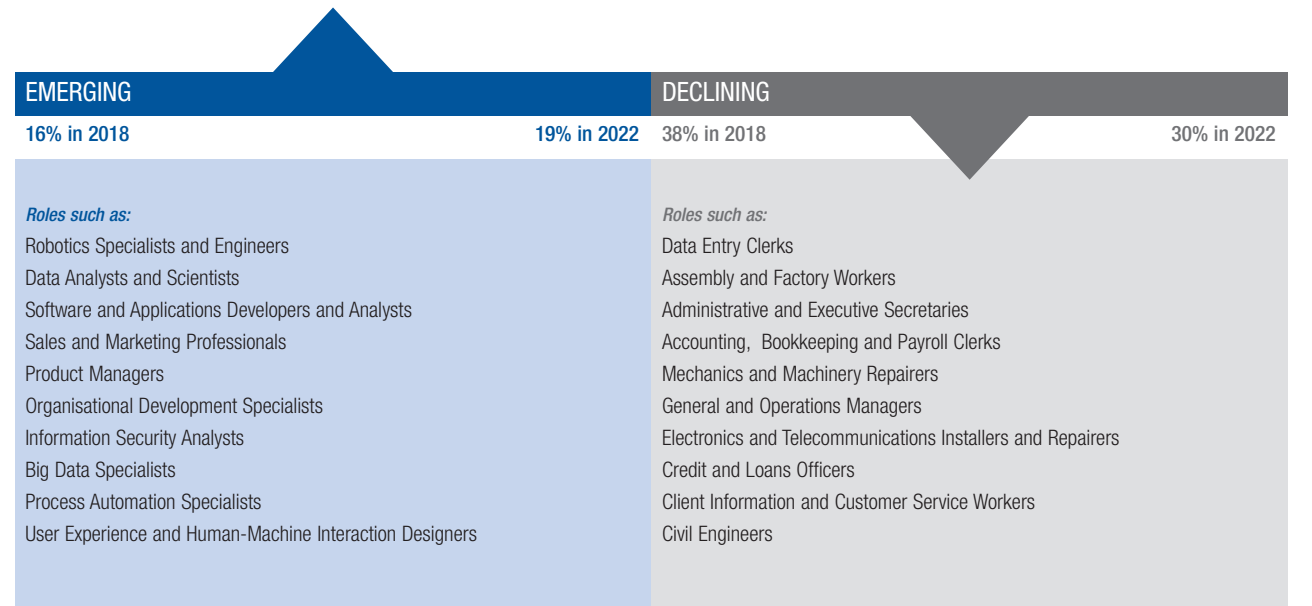 EMERGING
16% in 2018
19% in 2022
Roles such as:
Robotics Specialists and Engineers
Data Analysts and Scientists
Software and Applications Developers and Analysts
Sales and Marketing Professionals
Product Managers
Organisational Development Specialists
Information Security Analysts
Big Data Specialists
Process Automation Specialists
User Experience and Human-Machine Interaction Designers
DECLINING
38% in 2018
30% in 2022
Roles such as:
Data Entry Clerks
Assembly and Factory Workers
Administrative and Executive Secretaries
Accounting,  Bookkeeping and Payroll Clerks
Mechanics and Machinery Repairers
General and Operations Managers
Electronics and Telecommunications Installers and Repairers
Credit and Loans Officers
Client Information and Customer Service Workers
Civil Engineers